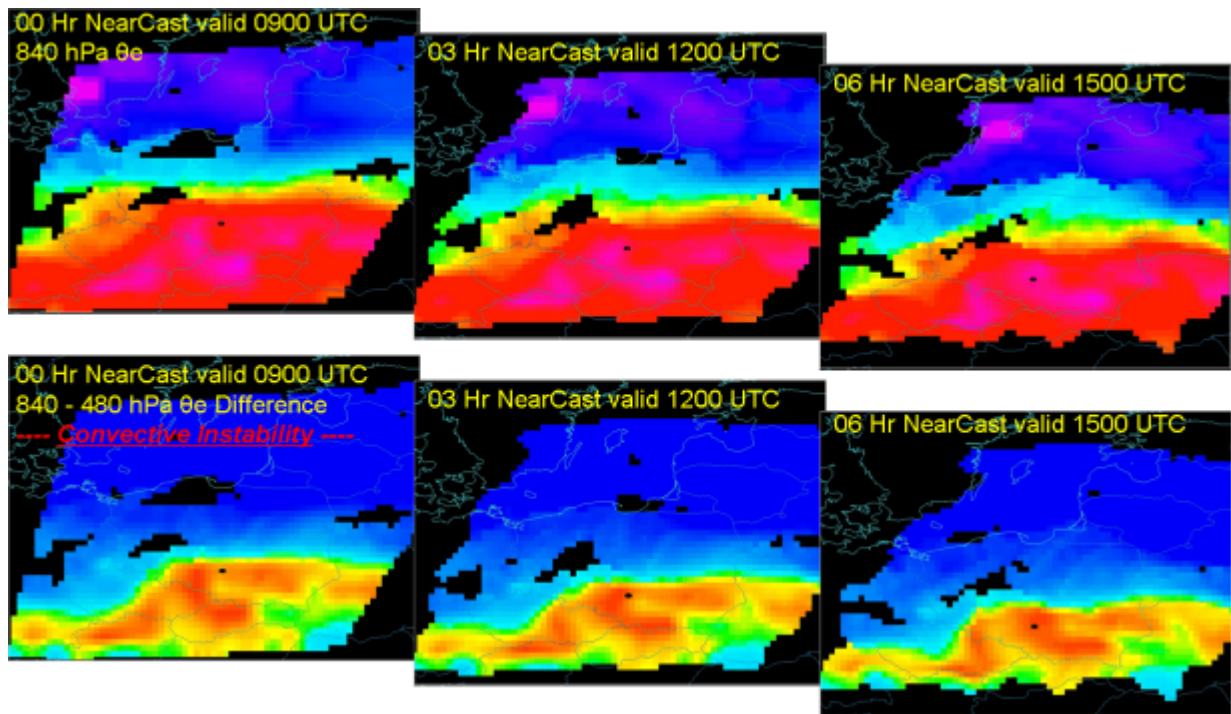 00 Hr NearCast valid 0900 UTC
840 hPa θe
03 Hr NearCast valid 1200 UTC
06 Hr NearCast valid 1500 UTC
00 Hr NearCast valid 0900 UTC
840 - 480 hPa θe Difference
---- Convective Instability ----
03 Hr NearCast valid 1200 UTC
06 Hr NearCast valid 1500 UTC